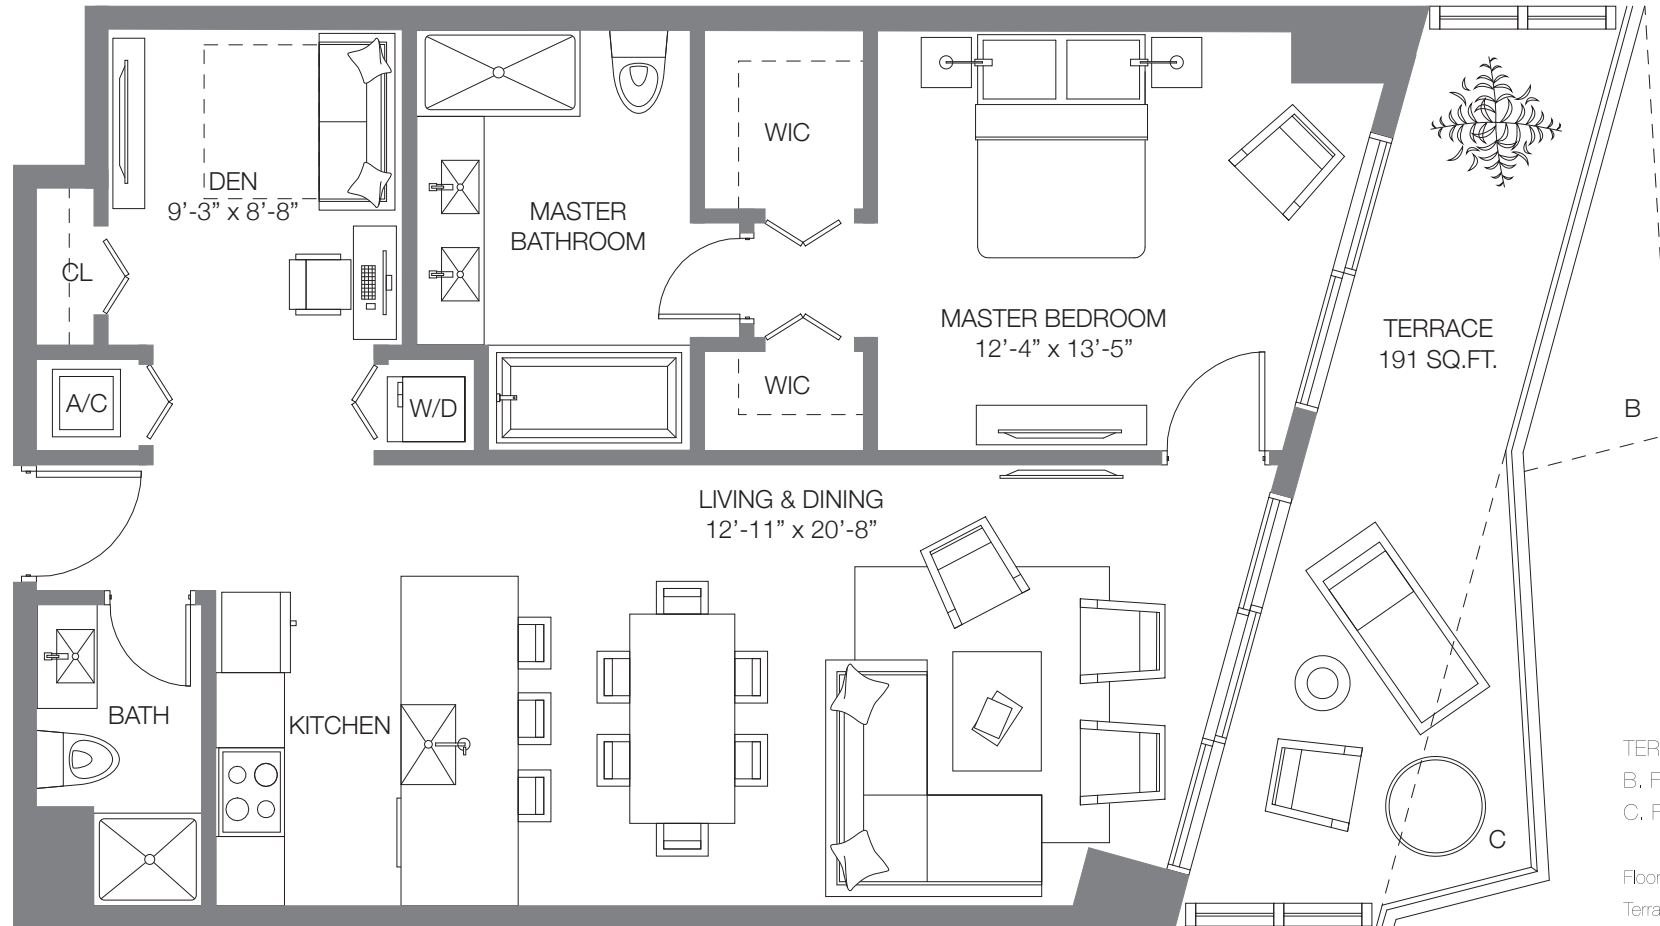 DEN
9’-3” x 8’-8”
CL
A/C
W/D
MASTER
BATHROOM
WIC
WIC
MASTER BEDROOM
12’-4” x 13’-5”
TERRACE
191 SQ.FT.
B
LIVING & DINING
12’-11” x 20’-8”
BATH
KITCHEN
C
B.
C.